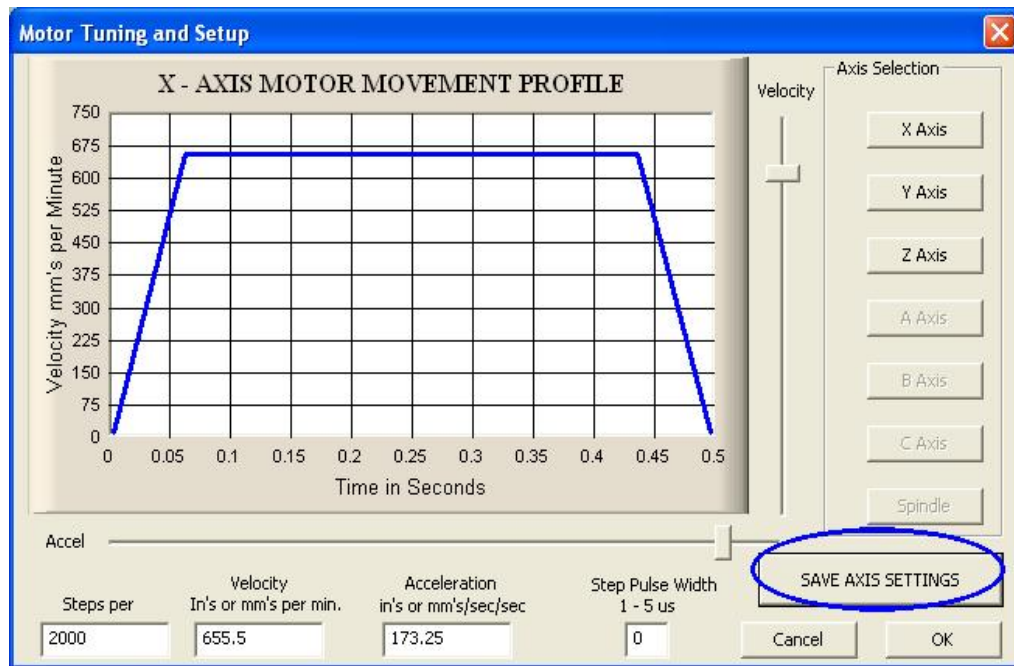 Motor Tuning and Setup
X - AXIS MOTOR MOVEMENT PROFILE
Velocity mm's per Minute
750
675
600
525
450
375
300
225
150
75
0
0 0.05 0.1 0.15 0.2 0.25 0.3 0.35 0.4 0.45 0.5
Time in Seconds
Velocity
Axis Selection
X Axis
Y Axis
Z Axis
A Axis
B Axis
C Axis
Spindle
Accel
Steps per
2000
Velocity
In's or mm's per min.
655.5
Acceleration
in's or mm's/sec/sec
173.25
Step Pulse Width
1 - 5 us
0
SAVE AXIS SETTINGS
Cancel
OK